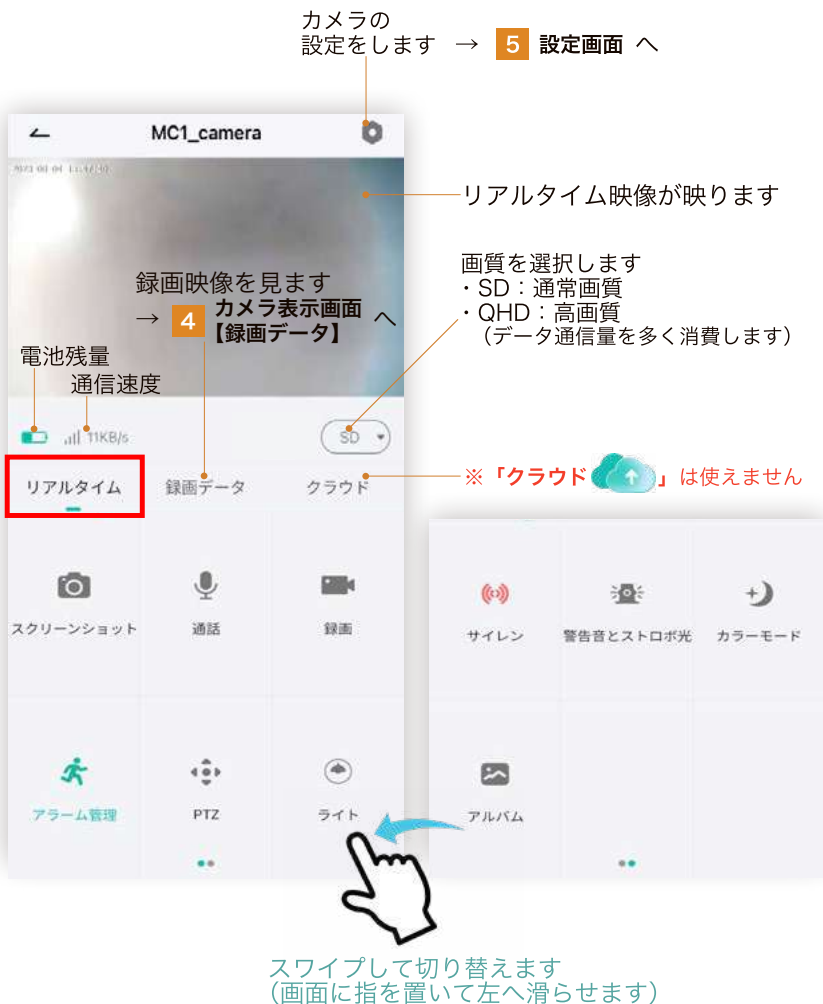 カメラの
設定をします → 5 設定画面 へ
MC1_camera
リアルタイム映像が映ります
画質を選択します
・SD：通常画質
・QHD：高画質
（データ通信量を多く消費します）
録画映像を見ます
→ 4 カメラ表示画面
【録画データ】 へ
電池残量
通信速度
11KB/s
SD
リアルタイム
録画データ
クラウド
※「クラウド」は使えません
スクリーンショット
通話
録画
サイレン
警告音とストロボ光
カラーモード
アラーム管理
PTZ
ライト
アルバム
スワイプして切り替えます
（画面に指を置いて左へ滑らせます）